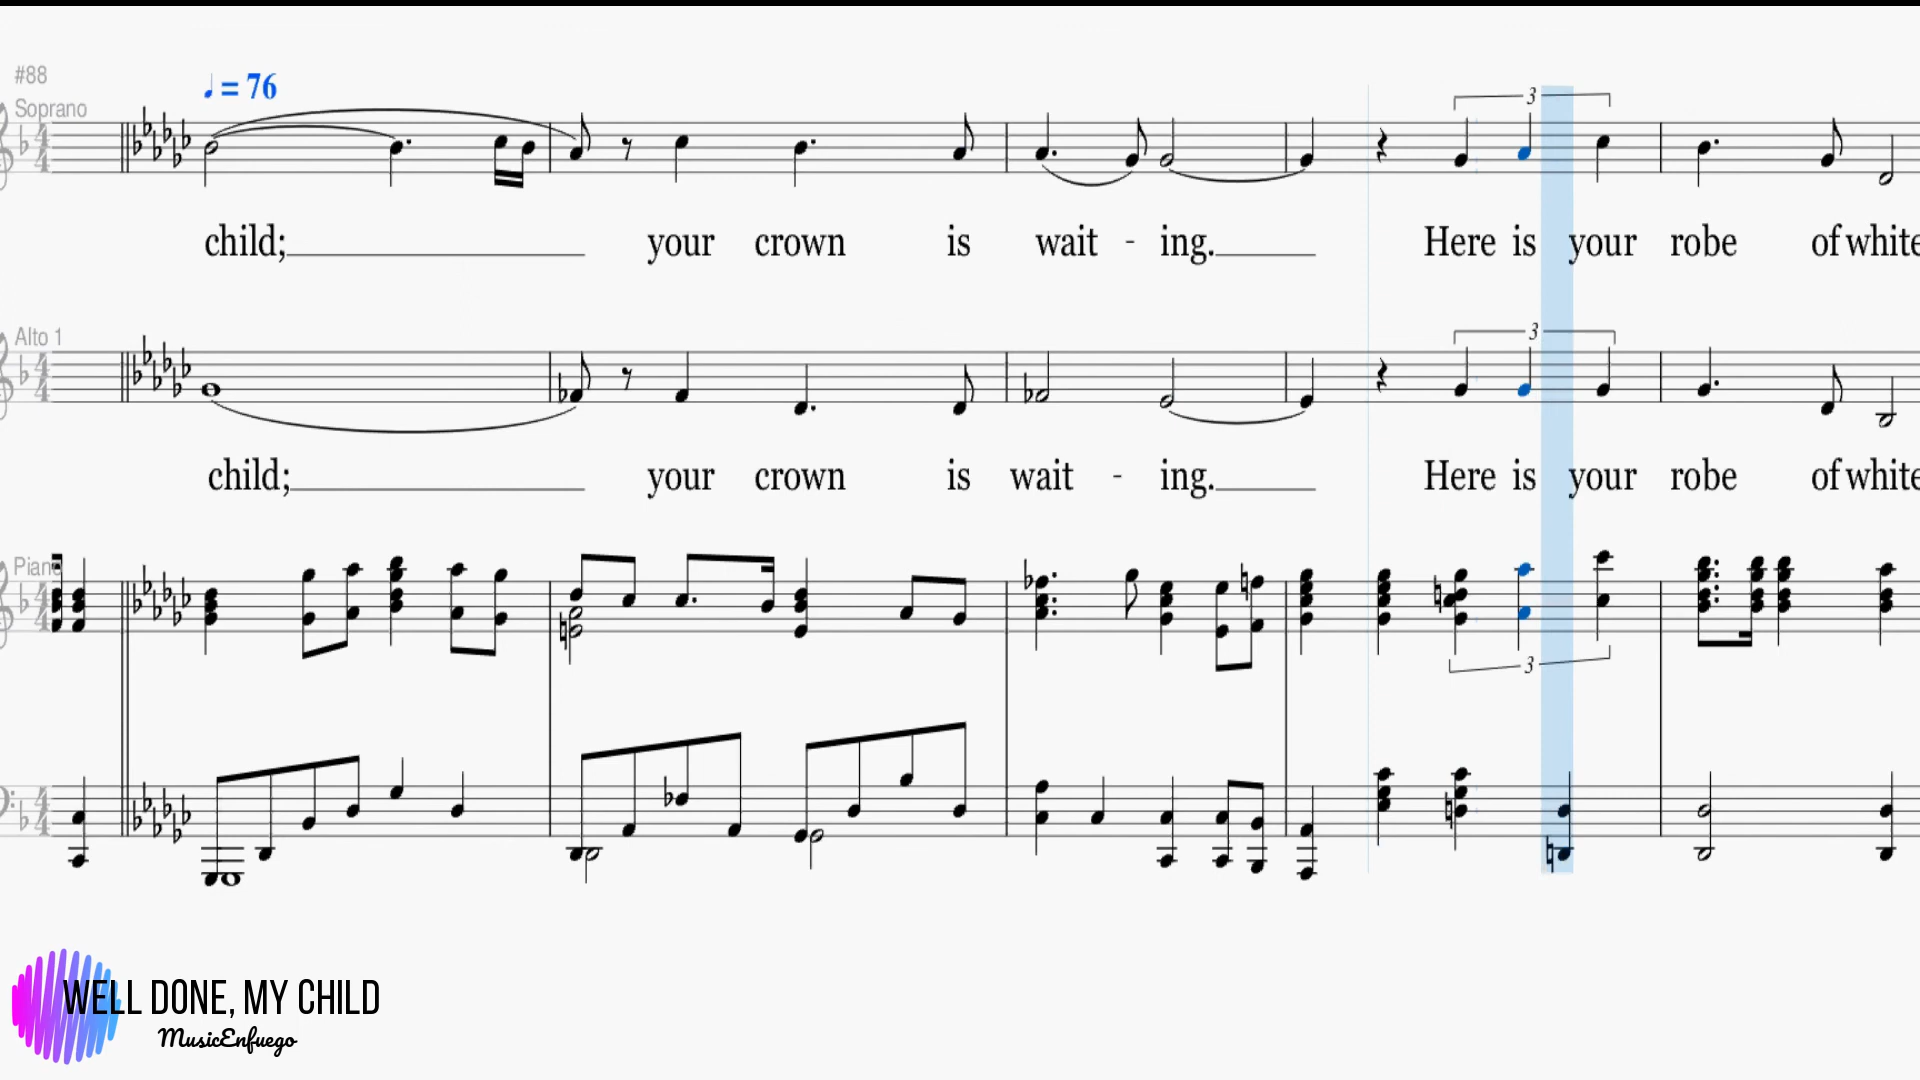 #88
♩ = 76
Soprano
3
child; your crown is wait - ing. Here is your robe of white
Alto 1
3
child; your crown is wait - ing. Here is your robe of white
Pian
3
WELL DONE, MY CHILD
MusicEnfuego